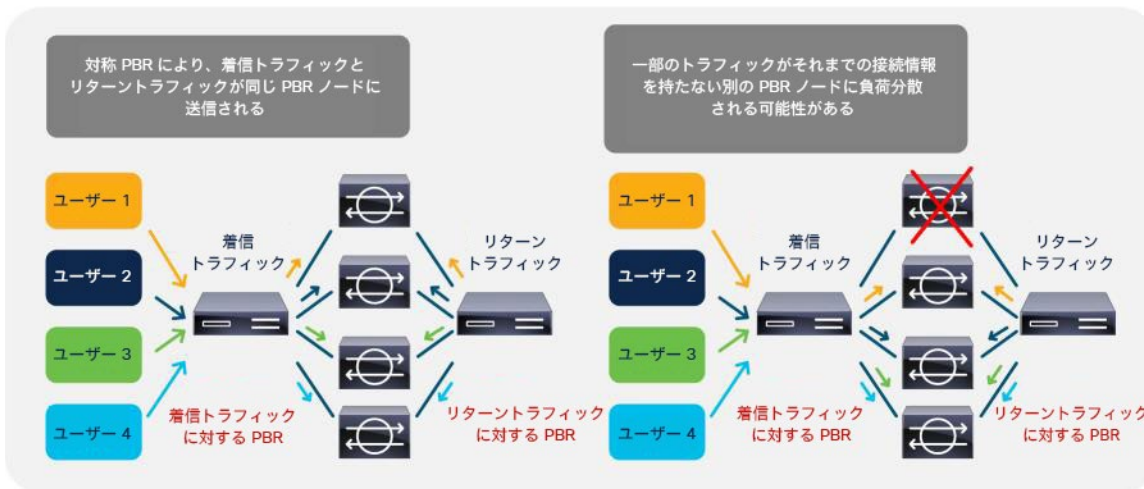 対称 PBR により、着信トラフィックと
リターントラフィックが同じ PBR ノードに
送信される
ユーザー 1
ユーザー 2
ユーザー 3
ユーザー 4
着信
トラフィック
リターン
トラフィック
着信トラフィック
に対する PBR
リターントラフィック
に対する PBR
一部のトラフィックがそれまでの接続情報
を持たない別の PBR ノードに負荷分散
される可能性がある
ユーザー 1
ユーザー 2
ユーザー 3
ユーザー 4
着信
トラフィック
リターン
トラフィック
着信トラフィック
に対する PBR
リターントラフィック
に対する PBR